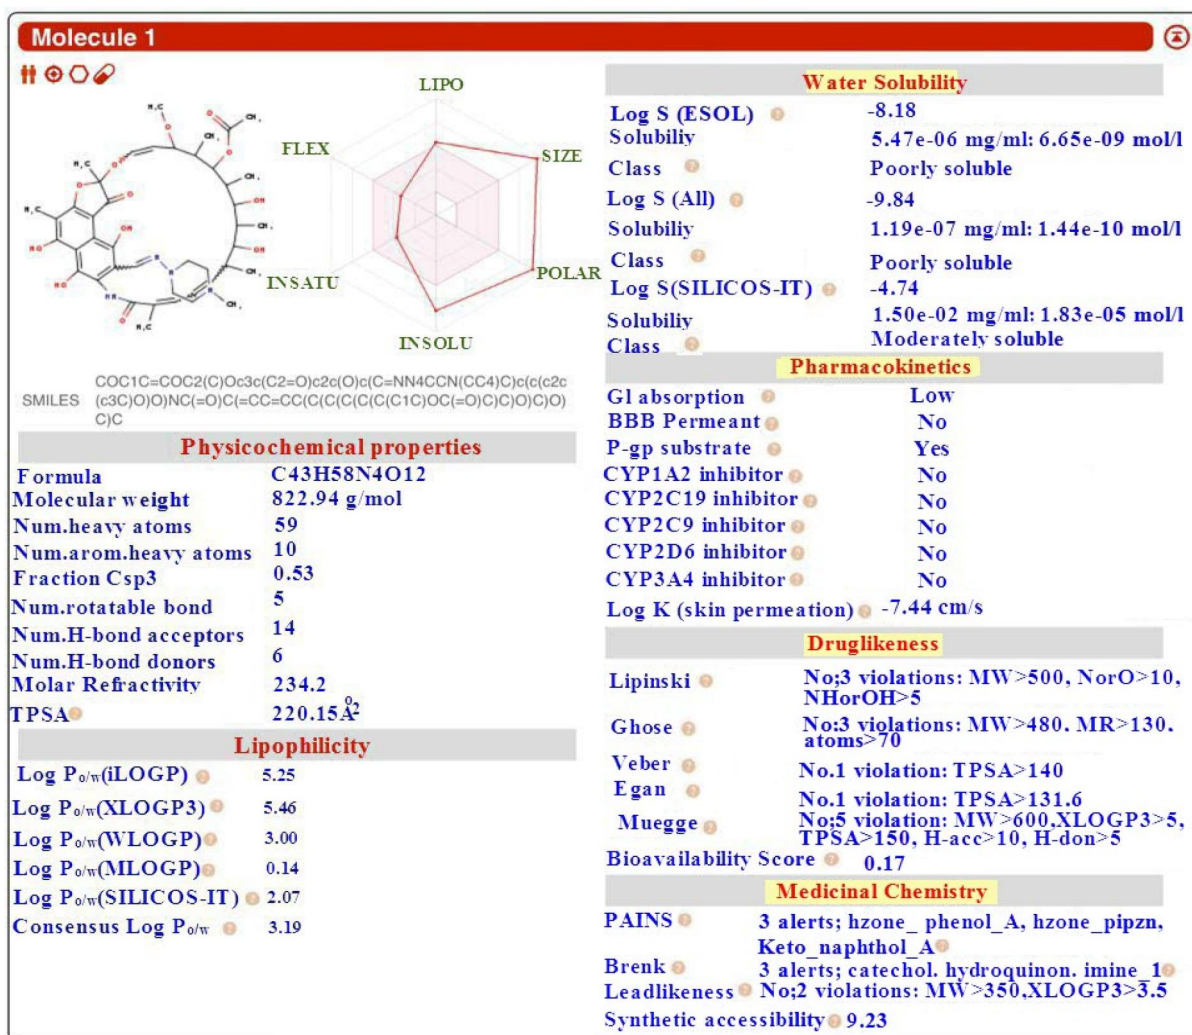 Molecule 1
LIPO
FLEX
SIZE
INSATU
POLAR
INSOLU
SMILES
COC1C=COC2(C)Oc3c(C2=O)c2c(O)c(C=NN4CCN(CC4)C)c(c(c2c
(c3C)O)O)NC(=O)C(=CC=CC(C(C(C(C(C(C1C)OC(=O)C)C)O)C)O)
C)C
Physicochemical properties
Formula C43H58N4O12
Molecular weight 822.94 g/mol
Num.heavy atoms 59
Num.arom.heavy atoms 10
Fraction Csp3 0.53
Num.rotatable bond 5
Num.H-bond acceptors 14
Num.H-bond donors 6
Molar Refractivity 234.2
TPSA 220.15Å2
Lipophilicity
Log Po/w(iLOGP) 5.25
Log Po/w(XLOGP3) 5.46
Log Po/w(WLOGP) 3.00
Log Po/w(MLOGP) 0.14
Log Po/w(SILICOS-IT) 2.07
Consensus Log Po/w 3.19
Water Solubility
Log S (ESOL) -8.18
Solubiliy 5.47e-06 mg/ml: 6.65e-09 mol/l
Class Poorly soluble
Log S (All) -9.84
Solubiliy 1.19e-07 mg/ml: 1.44e-10 mol/l
Class Poorly soluble
Log S(SILICOS-IT) -4.74
Solubiliy 1.50e-02 mg/ml: 1.83e-05 mol/l
Class Moderately soluble
Pharmacokinetics
Gl absorption Low
BBB Permeant No
P-gp substrate Yes
CYP1A2 inhibitor No
CYP2C19 inhibitor No
CYP2C9 inhibitor No
CYP2D6 inhibitor No
CYP3A4 inhibitor No
Log K (skin permeation) -7.44 cm/s
Druglikeness
Lipinski No;3 violations: MW>500, NorO>10,
NHorOH>5
Ghose No:3 violations: MW>480. MR>130.
atoms>70
Veber No.1 violation: TPSA>140
Egan No.1 violation: TPSA>131.6
Muegge No;5 violation: MW>600,XLOGP3>5,
TPSA>150, H-acc>10, H-don>5
Bioavailability Score 0.17
Medicinal Chemistry
PAINS 3 alerts; hzone_ phenol_A, hzone_pipzn,
Keto_naphthol_A
Brenk 3 alerts; catechol. hydroquinon. imine_1
Leadlikeness No;2 violations: MW>350,XLOGP3>3.5
Synthetic accessibility 9.23